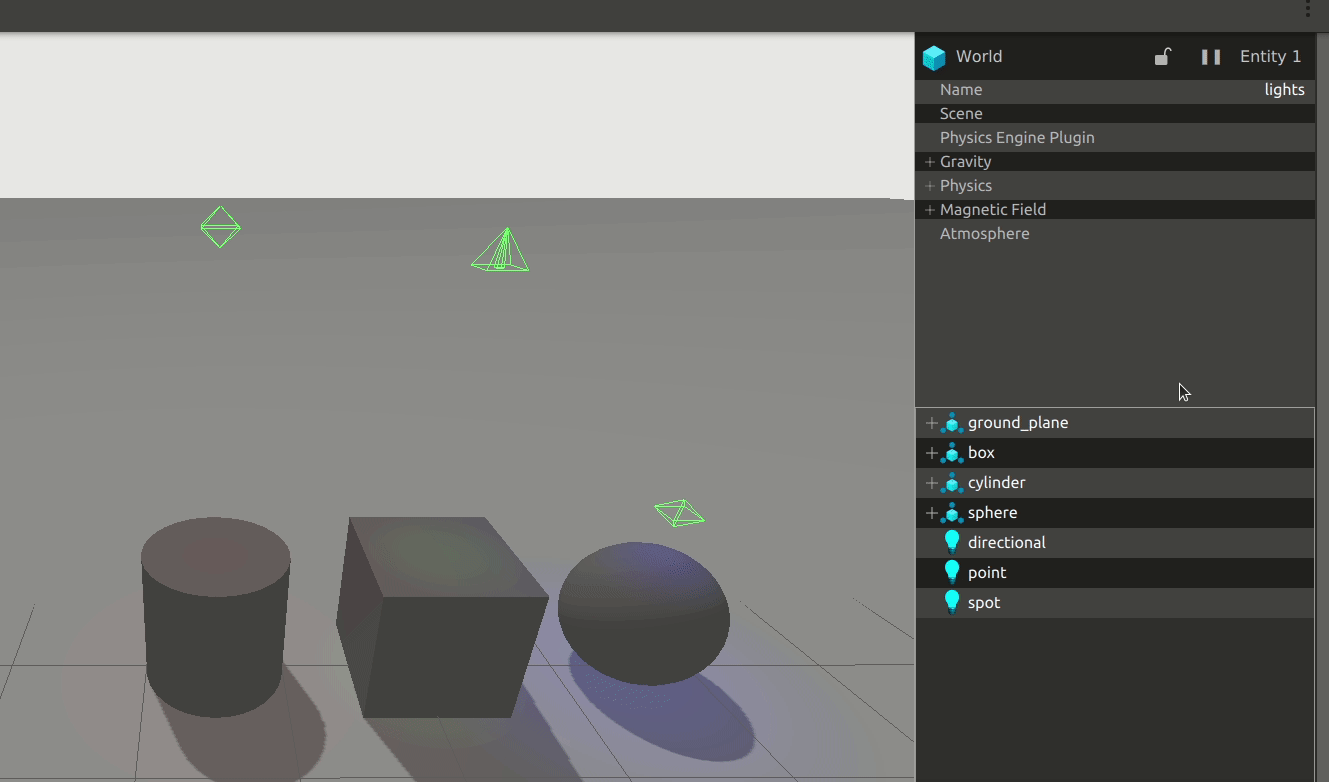 World Entity 1
Name lights
Scene
Physics Engine Plugin
Gravity
Physics
Magnetic Field
Atmosphere
ground_plane
box
cylinder
sphere
directional
point
spot